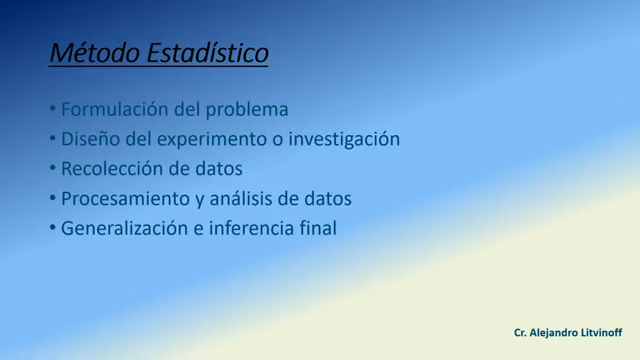 Método Estadístico
• Formulación del problema
• Diseño del experimento o investigación
• Recolección de datos
• Procesamiento y análisis de datos
• Generalización e inferencia final
Cr. Alejandro Litvinoff